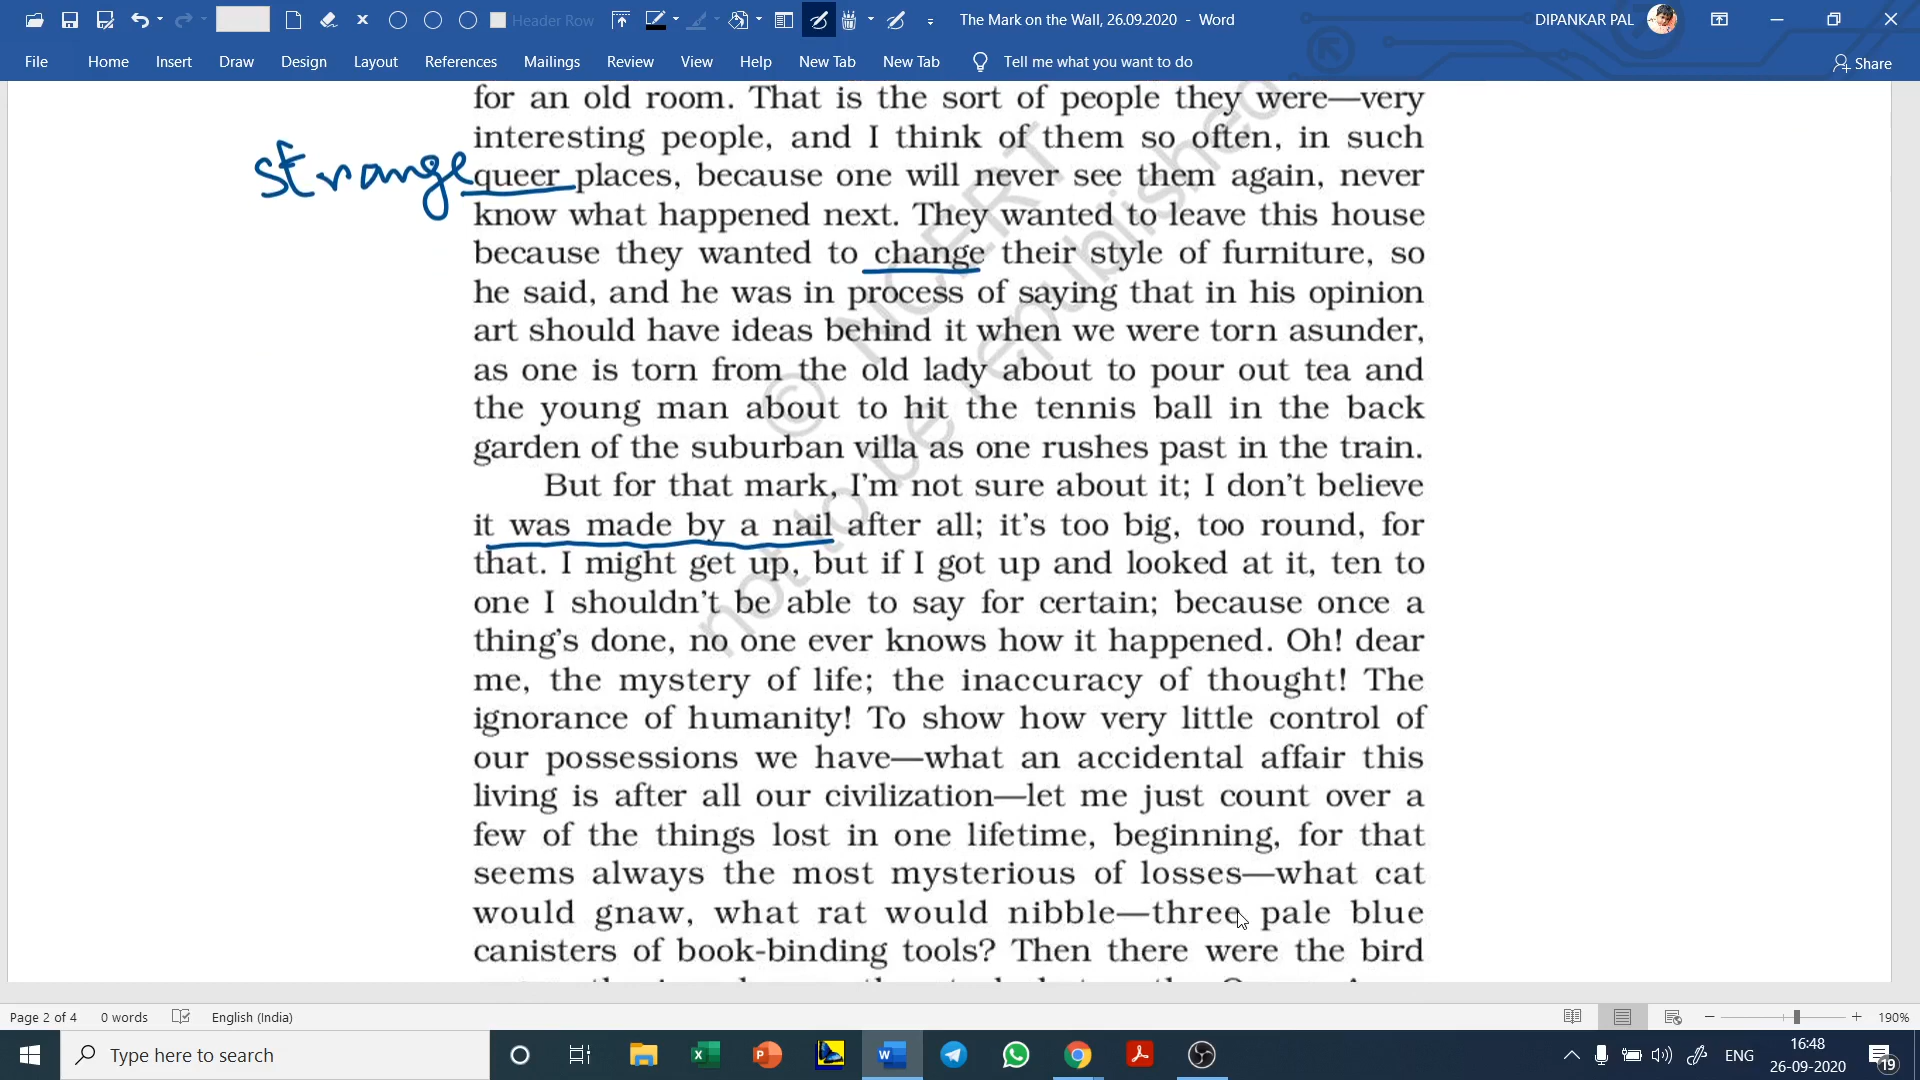 The Mark on the Wall, 26.09.2020 - Word
DIPANKAR PAL
Header Row
File Home Insert Draw Design Layout References Mailings Review View Help New Tab New Tab Tell me what you want to do Share
for an old room. That is the sort of people they were—very
interesting people, and I think of them so often, in such
strange
queer places, because one will never see them again, never
know what happened next. They wanted to leave this house
because they wanted to change their style of furniture, so
he said, and he was in process of saying that in his opinion
art should have ideas behind it when we were torn asunder,
as one is torn from the old lady about to pour out tea and
the young man about to hit the tennis ball in the back
garden of the suburban villa as one rushes past in the train.
But for that mark, I'm not sure about it; I don't believe
it was made by a nail after all; it's too big, too round, for
that. I might get up, but if I got up and looked at it, ten to
one I shouldn't be able to say for certain; because once a
thing's done, no one ever knows how it happened. Oh! dear
me, the mystery of life; the inaccuracy of thought! The
ignorance of humanity! To show how very little control of
our possessions we have—what an accidental affair this
living is after all our civilization—let me just count over a
few of the things lost in one lifetime, beginning, for that
seems always the most mysterious of losses—what cat
would gnaw, what rat would nibble—three pale blue
canisters of book-binding tools? Then there were the bird
© NCERT
not to be republished
Page 2 of 4 0 words English (India) 190%
Type here to search
ENG
16:48
26-09-2020
19